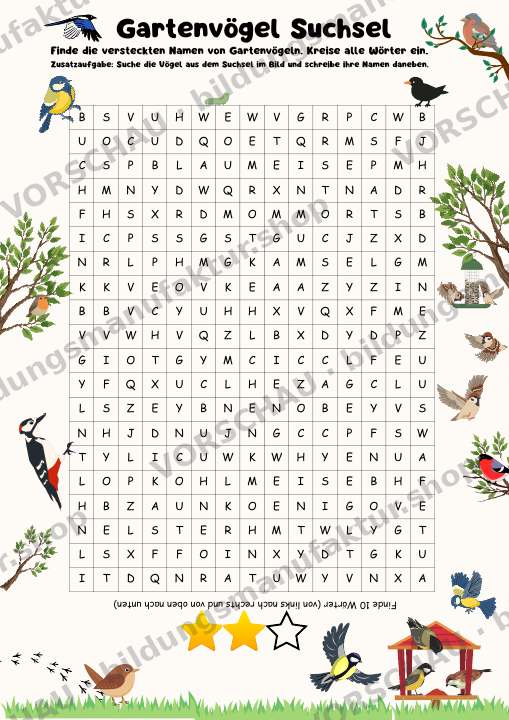 Gartenvögel Suchsel
Finde die versteckten Namen von Gartenvögeln. Kreise alle Wörter ein.
Zusatzaufgabe: Suche die Vögel aus dem Suchsel im Bild und schreibe ihre Namen daneben.
B S V U H W E W V G R P C W B
U O C U D Q O E T Q R M S F J
C S P B L A U M E I S E P M H
H M N Y D W Q R X N T N A D R
F H S X R D M O M M O R T S B
I C P S S G S T G U C J Z X D
N R L P H M G K A M S E L G M
K K V E O V K E A A Z Y Z I N
B B V C Y U H H X V Q X F M E
V V W H V Q Z L B X D Y D P Z
G I O T G Y M C I C C L F E U
Y F Q X U C L H E Z A G C L U
L S Z E Y B N E N O B E Y V S
N H J D N U J N G C C P F S W
T Y L I C U W K W H Y E N U A
L O P K O H L M E I S E B H F
H B Z A U N K O E N I G O V E
N E L S T E R H M T W L Y G T
L S X F F O I N X Y D T G K U
I T D Q N R A T U W Y V N X A
Finde 10 Wörter (von links nach rechts und von oben nach unten)
VORSCHAU · bildungsmanufaktur.shop